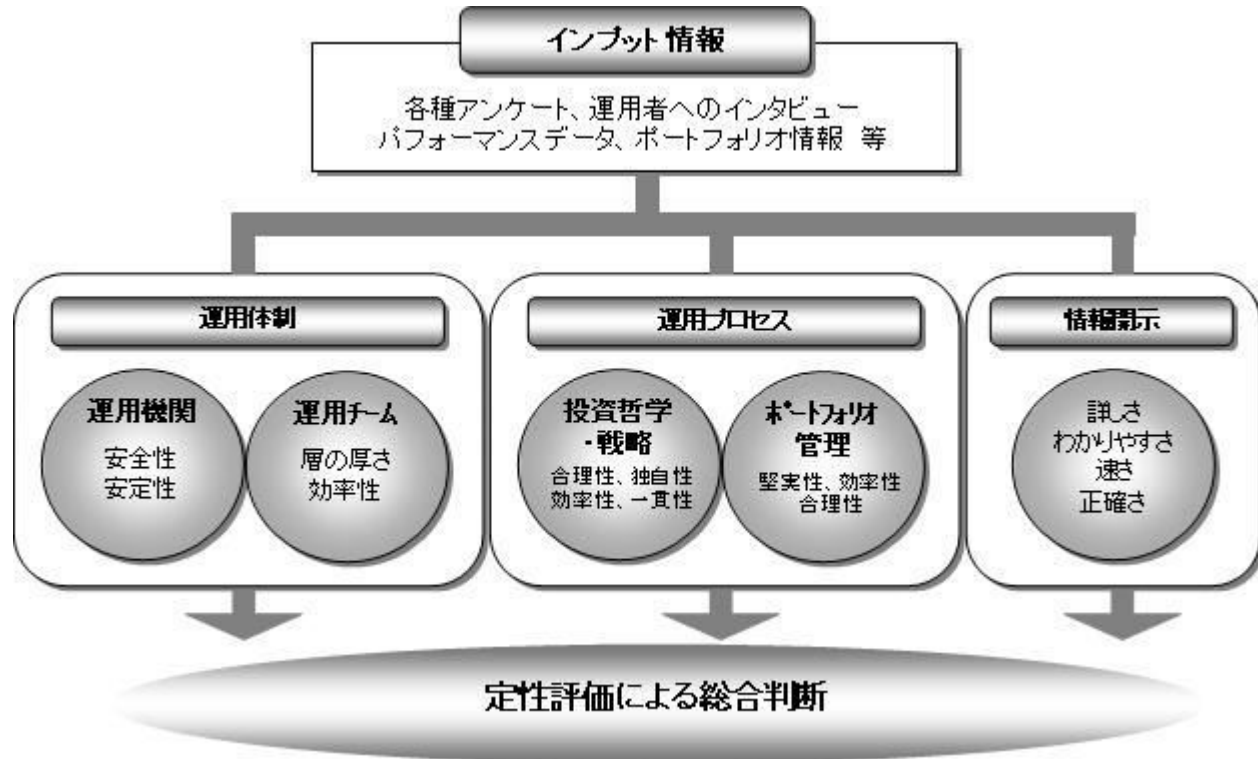 インプット情報
各種アンケート、運用者へのインタビュー
パフォーマンスデータ、ポートフォリオ情報 等
運用体制
運用機関
安全性
安定性
運用チーム
層の厚さ
効率性
運用プロセス
投資哲学
・戦略
合理性、独自性
効率性、一貫性
ポートフォリオ
管理
堅実性、効率性
合理性
情報開示
詳しさ
わかりやすさ
速さ
正確さ
定性評価による総合判断